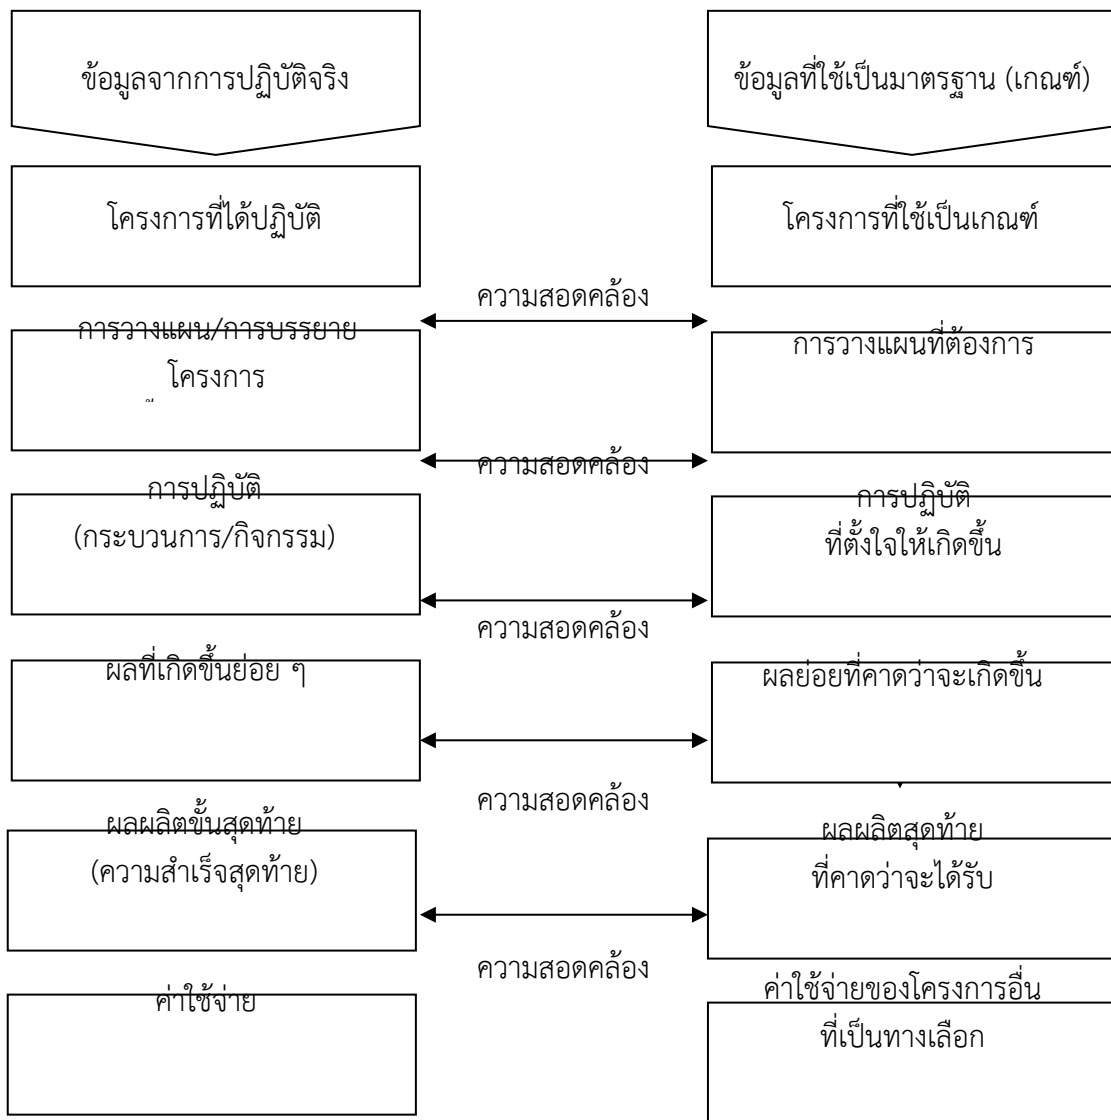 ข้อมูลจากการปฏิบัติจริง
ข้อมูลที่ใช้เป็นมาตรฐาน (เกณฑ์)
โครงการที่ได้ปฏิบัติ
โครงการที่ใช้เป็นเกณฑ์
ความสอดคล้อง
การวางแผน/การบรรยาย
โครงการ
การวางแผนที่ต้องการ
ความสอดคล้อง
การปฏิบัติ
(กระบวนการ/กิจกรรม)
การปฏิบัติ
ที่ตั้งใจให้เกิดขึ้น
ความสอดคล้อง
ผลที่เกิดขึ้นย่อย ๆ
ผลย่อยที่คาดว่าจะเกิดขึ้น
ความสอดคล้อง
ผลผลิตขั้นสุดท้าย
(ความสำเร็จสุดท้าย)
ผลผลิตสุดท้าย
ที่คาดว่าจะได้รับ
ความสอดคล้อง
ค่าใช้จ่าย
ค่าใช้จ่ายของโครงการอื่น
ที่เป็นทางเลือก